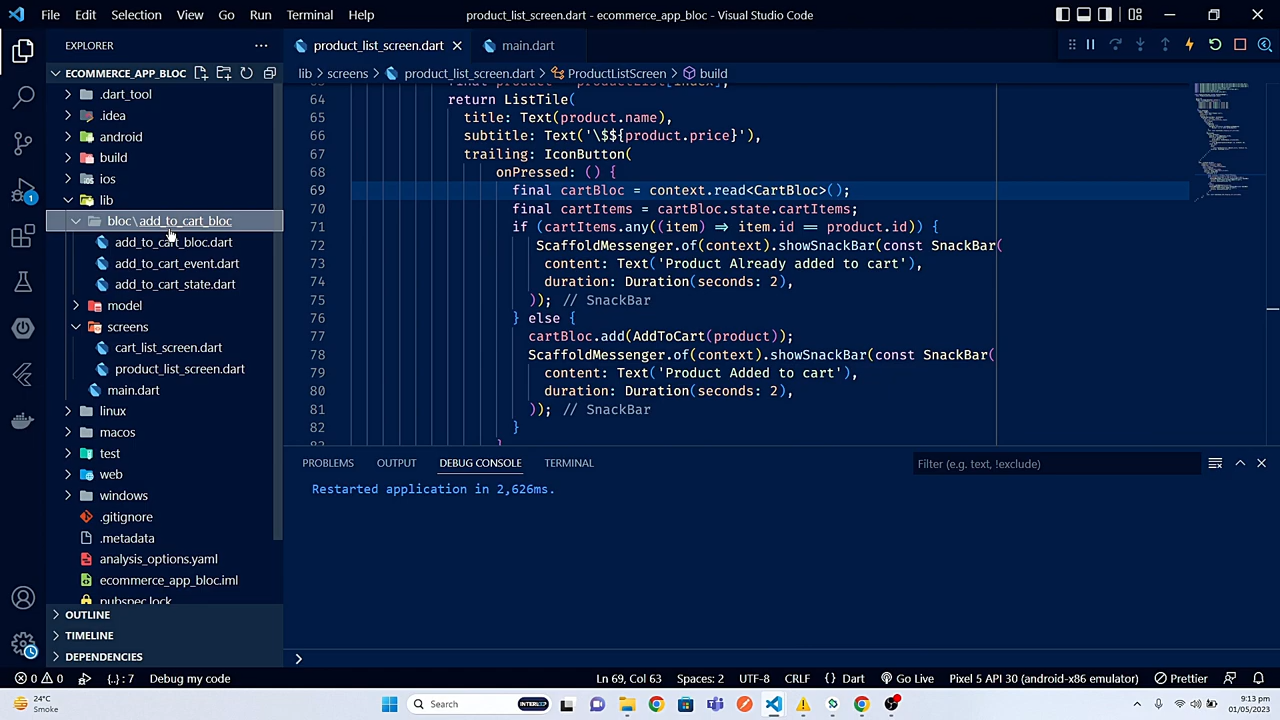 File Edit Selection View Go Run Terminal Help
product_list_screen.dart - ecommerce_app_bloc - Visual Studio Code
EXPLORER
product_list_screen.dart
main.dart
ECOMMERCE_APP_BLOC
lib > screens > product_list_screen.dart > ProductListScreen > build
.dart_tool
.idea
android
build
ios
lib
bloc\add_to_cart_bloc
add_to_cart_bloc.dart
add_to_cart_event.dart
add_to_cart_state.dart
model
screens
cart_list_screen.dart
product_list_screen.dart
main.dart
linux
macos
test
web
windows
.gitignore
.metadata
analysis_options.yaml
ecommerce_app_bloc.iml
pubspec.lock
OUTLINE
TIMELINE
DEPENDENCIES
64 return ListTile(
65 title: Text(product.name),
66 subtitle: Text('\$${product.price}'),
67 trailing: IconButton(
68 onPressed: () {
69 final cartBloc = context.read<CartBloc>();
70 final cartItems = cartBloc.state.cartItems;
71 if (cartItems.any((item) => item.id == product.id)) {
72 ScaffoldMessenger.of(context).showSnackBar(const SnackBar(
73 content: Text('Product Already added to cart'),
74 duration: Duration(seconds: 2),
75 )); // SnackBar
76 } else {
77 cartBloc.add(AddToCart(product));
78 ScaffoldMessenger.of(context).showSnackBar(const SnackBar(
79 content: Text('Product Added to cart'),
80 duration: Duration(seconds: 2),
81 )); // SnackBar
82 }
PROBLEMS OUTPUT DEBUG CONSOLE TERMINAL
Filter (e.g. text, !exclude)
Restarted application in 2,626ms.
0 0 {..} : 7 Debug my code
Ln 69, Col 63 Spaces: 2 UTF-8 CRLF {} Dart Go Live Pixel 5 API 30 (android-x86 emulator) Prettier
24°C
Smoke
Search
:13 pm
01/05/2023